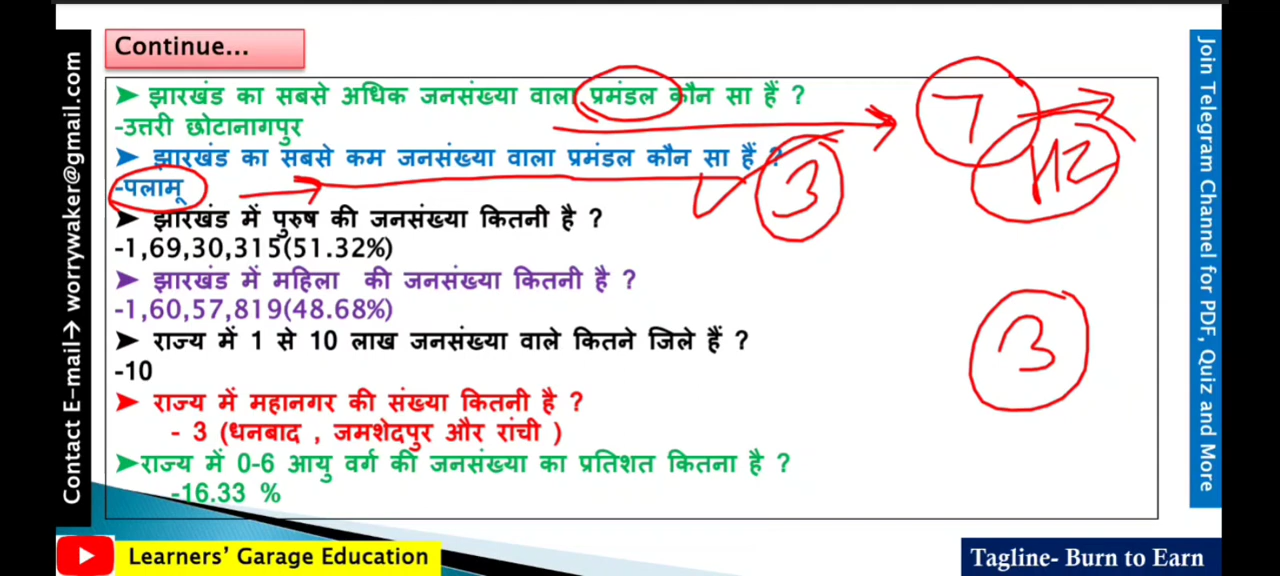 Continue...
➤ झारखंड का सबसे अधिक जनसंख्या वाला प्रमंडल कौन सा हैं ?
-उत्तरी छोटानागपुर
➤ झारखंड का सबसे कम जनसंख्या वाला प्रमंडल कौन सा हैं ?
-पलामू
➤ झारखंड में पुरुष की जनसंख्या कितनी है ?
-1,69,30,315(51.32%)
➤ झारखंड में महिला की जनसंख्या कितनी है ?
-1,60,57,819(48.68%)
➤ राज्य में 1 से 10 लाख जनसंख्या वाले कितने जिले हैं ?
-10
➤ राज्य में महानगर की संख्या कितनी है ?
- 3 (धनबाद , जमशेदपुर और रांची )
➤राज्य में 0-6 आयु वर्ग की जनसंख्या का प्रतिशत कितना है ?
-16.33 %
7
3
3
Contact E-mail→ worrywaker@gmail.com
Join Telegram Channel for PDF, Quiz and More
Learners’ Garage Education
Tagline- Burn to Earn